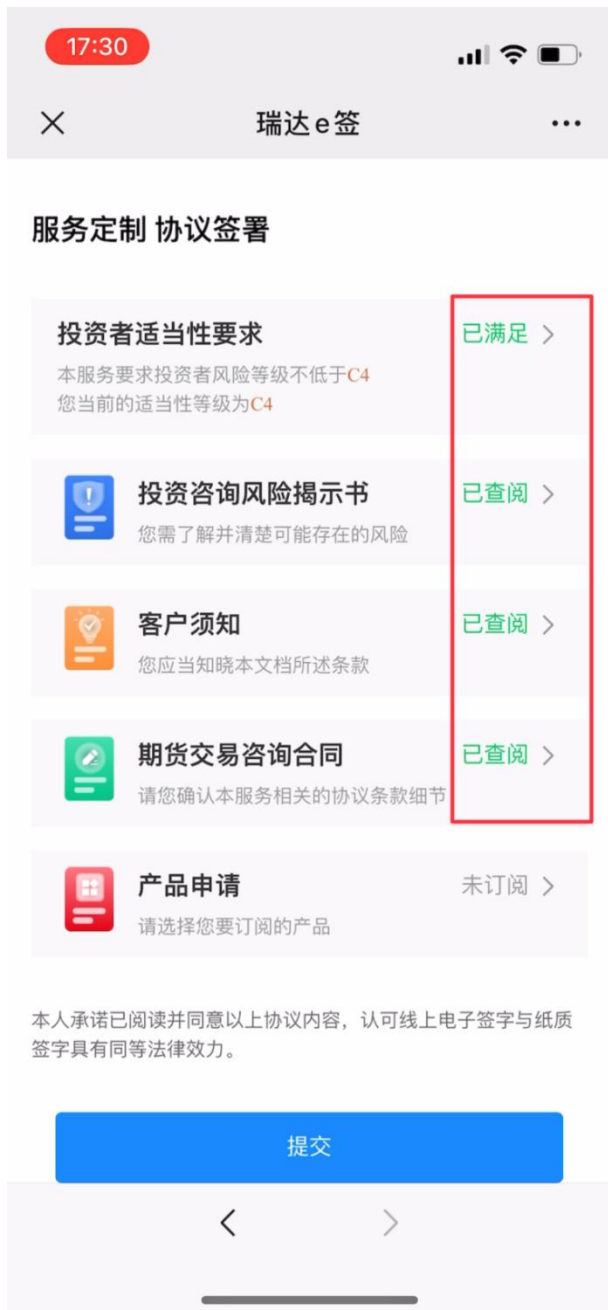 17:30
瑞达e签
服务定制 协议签署
投资者适当性要求
已满足
本服务要求投资者风险等级不低于C4
您当前的适当性等级为C4
投资咨询风险揭示书
已查阅
您需了解并清楚可能存在的风险
客户须知
已查阅
您应当知晓本文档所述条款
期货交易咨询合同
已查阅
请您确认本服务相关的协议条款细节
产品申请
未订阅
请选择您要订阅的产品
本人承诺已阅读并同意以上协议内容，认可线上电子签字与纸质
签字具有同等法律效力。
提交